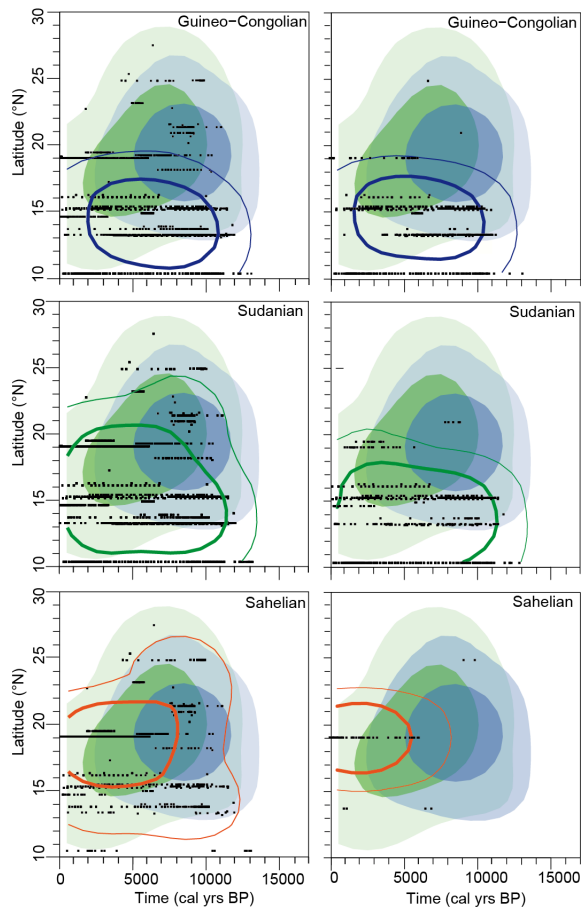 Guineo−Congolian
Guineo−Congolian
Latitude (°N)
30
25
20
15
10
Sudanian
Sudanian
Latitude (°N)
30
25
20
15
10
Sahelian
Sahelian
Latitude (°N)
30
25
20
15
10
0 5000 10000 15000
0 5000 10000 15000
Time (cal yrs BP)
Time (cal yrs BP)